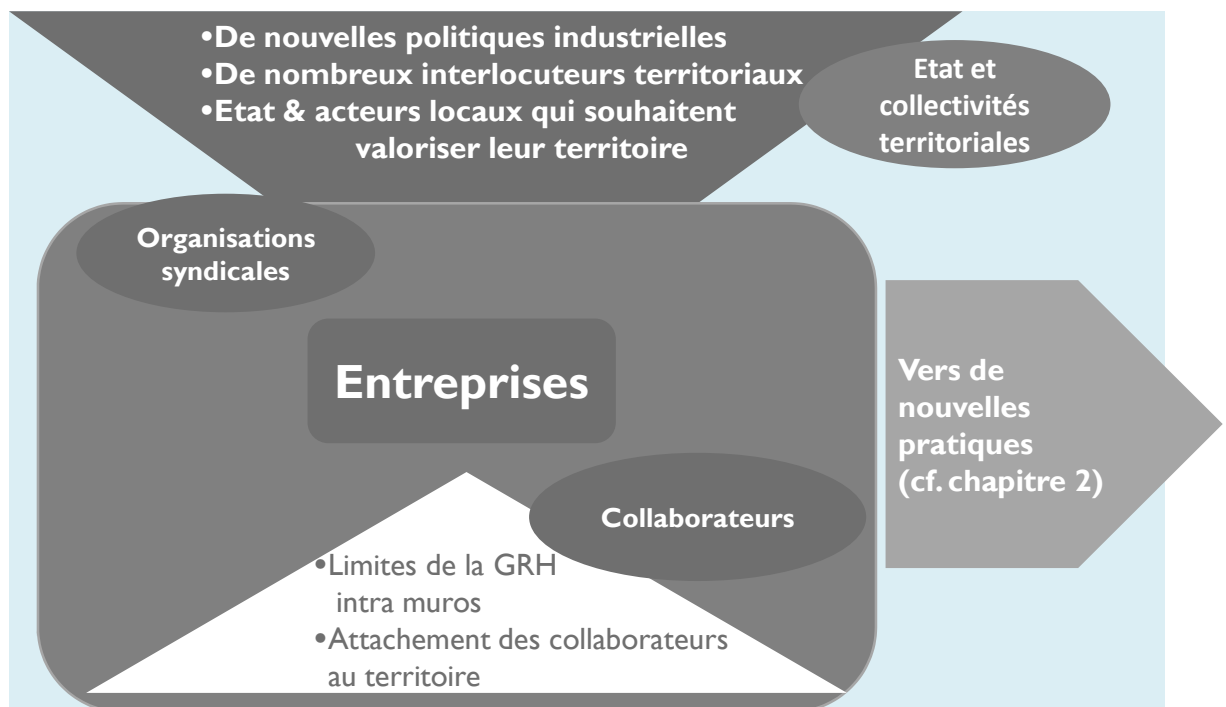 •De nouvelles politiques industrielles
•De nombreux interlocuteurs territoriaux
•Etat & acteurs locaux qui souhaitent
valoriser leur territoire
Etat et
collectivités
territoriales
Organisations
syndicales
Entreprises
Vers de
nouvelles
pratiques
(cf. chapitre 2)
Collaborateurs
•Limites de la GRH
intra muros
•Attachement des collaborateurs
au territoire